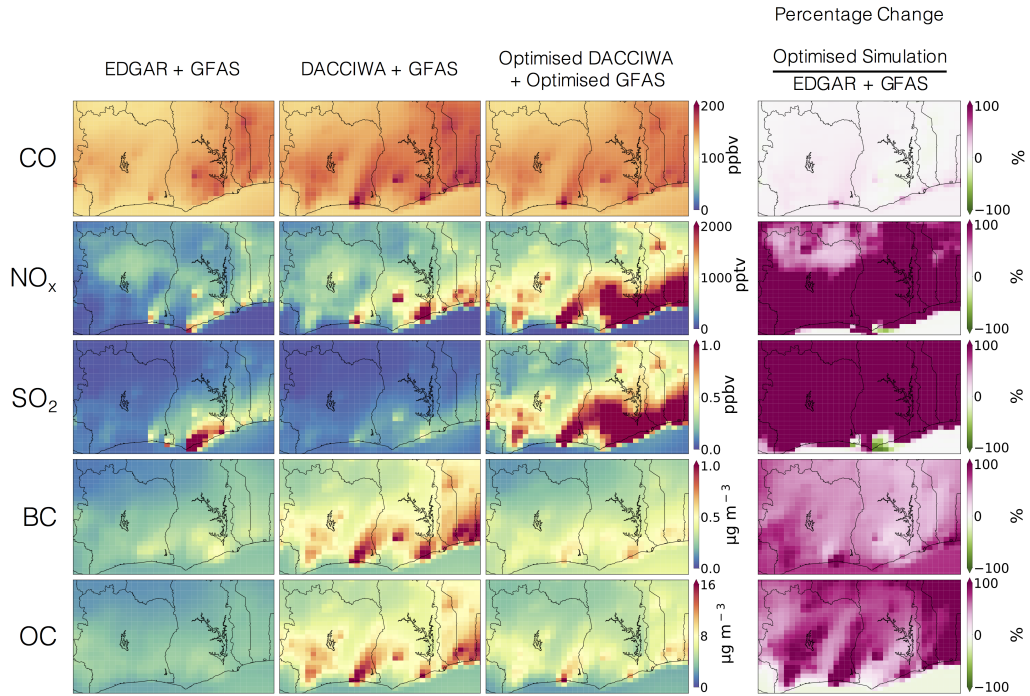 Percentage Change
EDGAR + GFAS
DACCIWA + GFAS
Optimised DACCIWA
+ Optimised GFAS
Optimised Simulation
EDGAR + GFAS
CO
200
100
0
ppbv
100
0
−100
%
NOx
2000
1000
0
pptv
100
0
−100
%
SO2
1.0
0.5
0.0
ppbv
100
0
−100
%
BC
1.0
0.5
0.0
µg m − 3
100
0
−100
%
OC
16
8
0
µg m − 3
100
0
−100
%